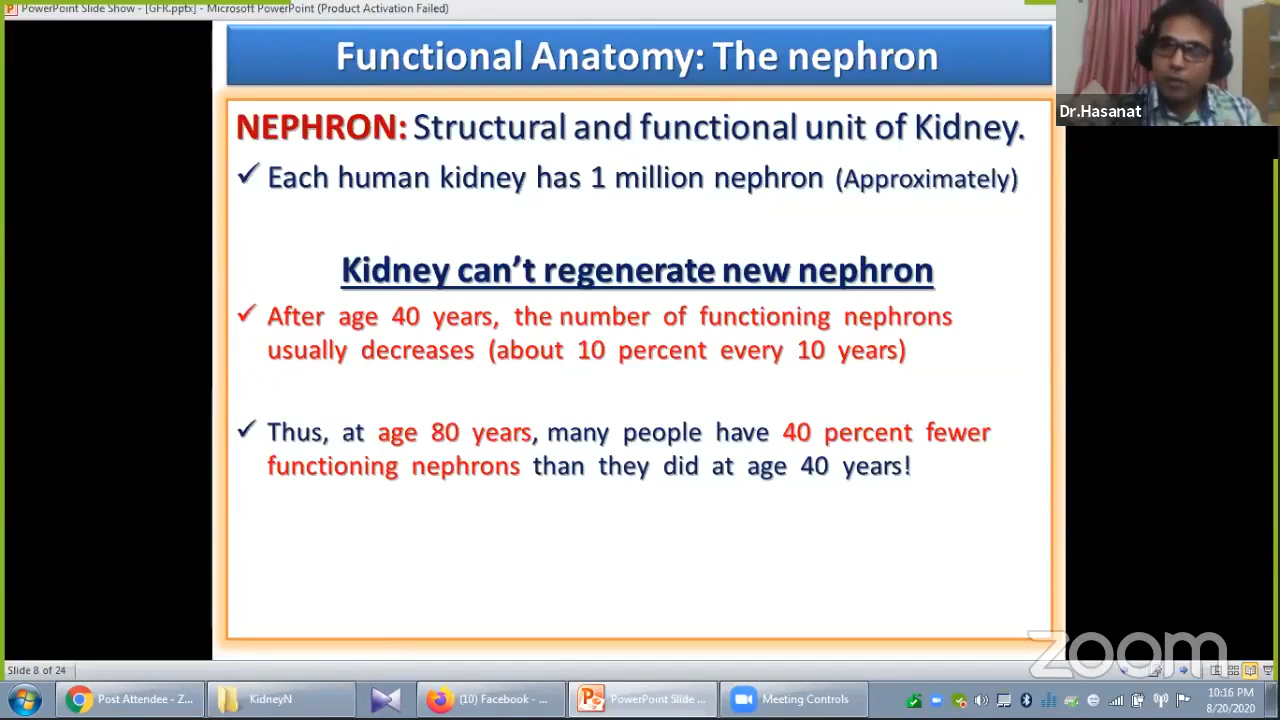 PowerPoint Slide Show - [GFR.pptx] - Microsoft PowerPoint (Product Activation Failed)
Functional Anatomy: The nephron
Dr.Hasanat
NEPHRON: Structural and functional unit of Kidney.
✓ Each human kidney has 1 million nephron (Approximately)
Kidney can't regenerate new nephron
✓ After age 40 years, the number of functioning nephrons
usually decreases (about 10 percent every 10 years)
✓ Thus, at age 80 years, many people have 40 percent fewer
functioning nephrons than they did at age 40 years!
zoom
Slide 8 of 24
Post Attendee - Z...
KidneyN
(10) Facebook - ...
PowerPoint Slide ...
Meeting Controls
10:16 PM
8/20/2020